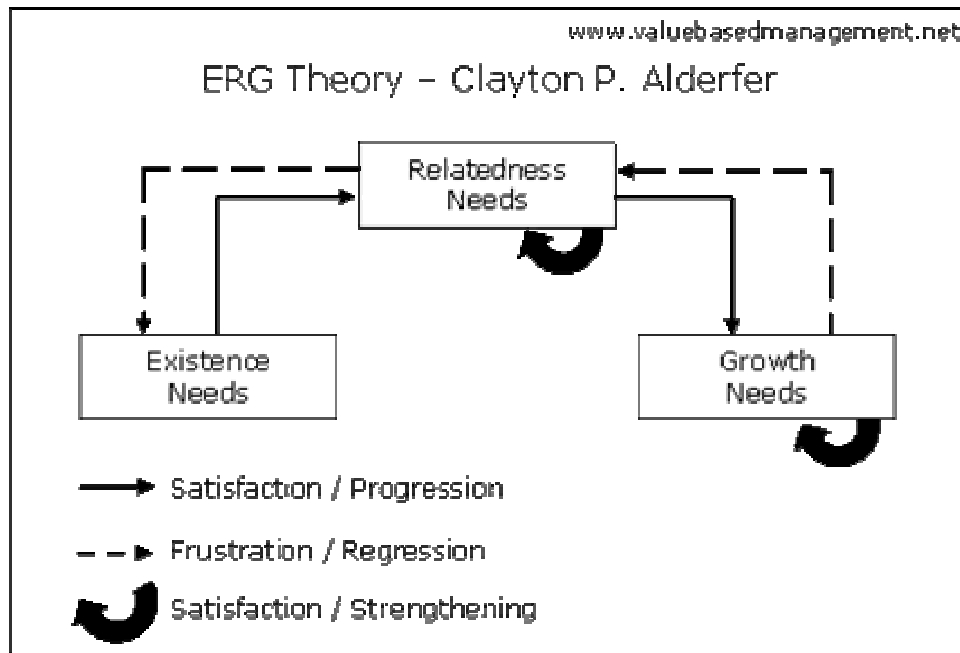 www.valuebasedmanagement.net
ERG Theory – Clayton P. Alderfer
Relatedness
Needs
Existence
Needs
Growth
Needs
Satisfaction / Progression
Frustration / Regression
Satisfaction / Strengthening